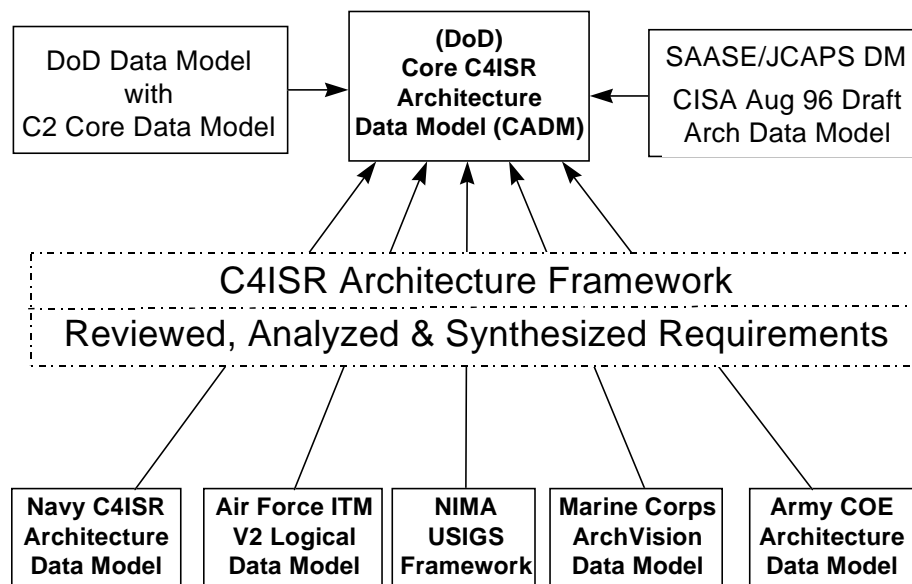 DoD Data Model
with
C2 Core Data Model
(DoD)
Core C4ISR
Architecture
Data Model (CADM)
SAASE/JCAPS DM
CISA Aug 96 Draft
Arch Data Model
C4ISR Architecture Framework
Reviewed, Analyzed & Synthesized Requirements
Navy C4ISR
Architecture
Data Model
Air Force ITM
V2 Logical
Data Model
NIMA
USIGS
Framework
Marine Corps
ArchVision
Data Model
Army COE
Architecture
Data Model